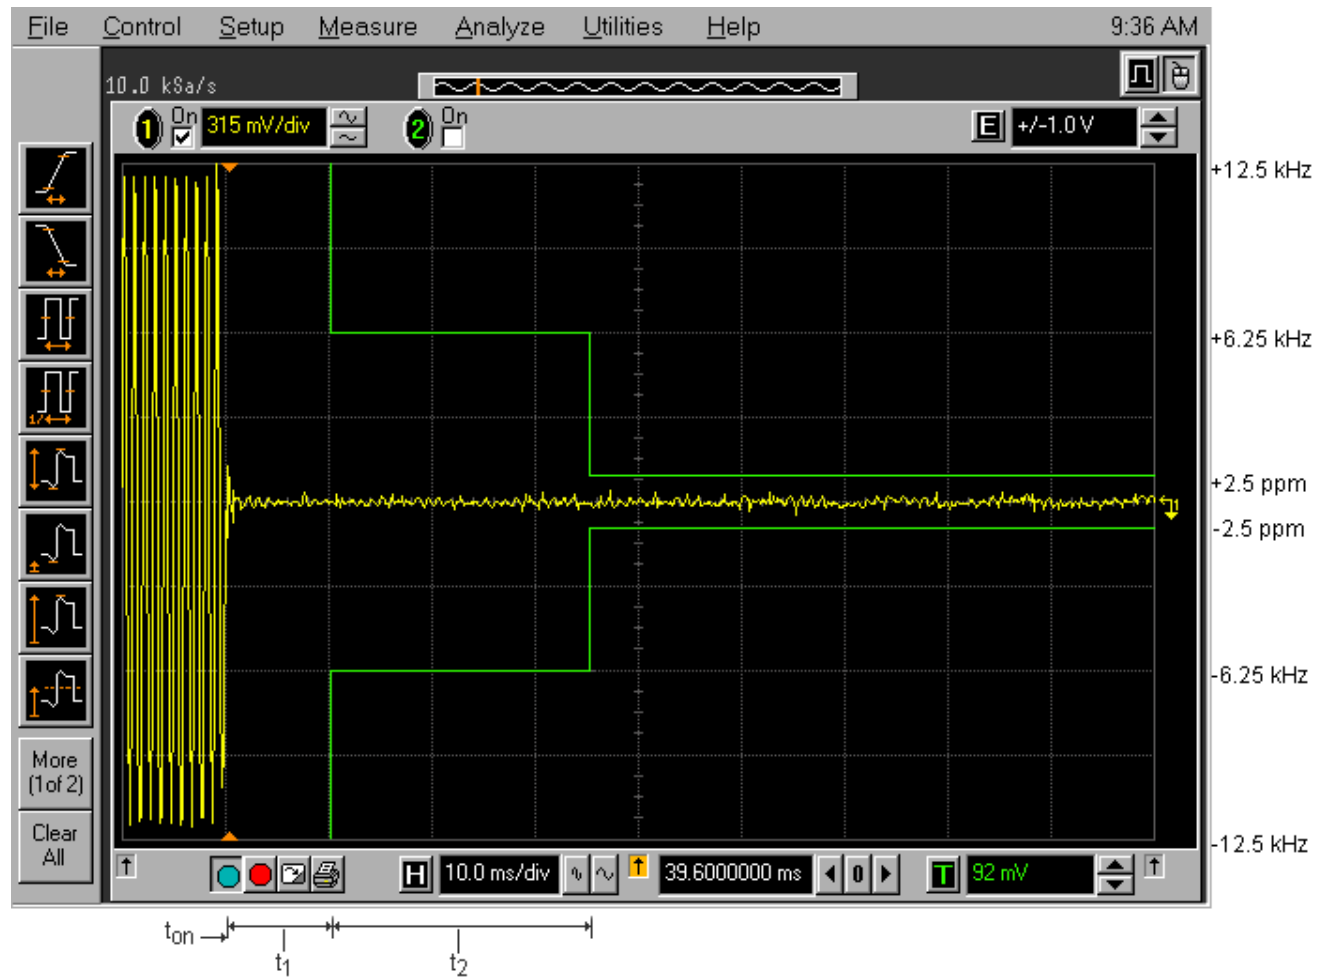 File Control Setup Measure Analyze Utilities Help 9:36 AM
10.0 kSa/s
1 On 315 mV/div 2 On E +/-1.0 V
+12.5 kHz
+6.25 kHz
+2.5 ppm
-2.5 ppm
-6.25 kHz
-12.5 kHz
1/
More
(1of 2)
Clear
All
H 10.0 ms/div 39.6000000 ms 0 T 92 mV
ton t1 t2